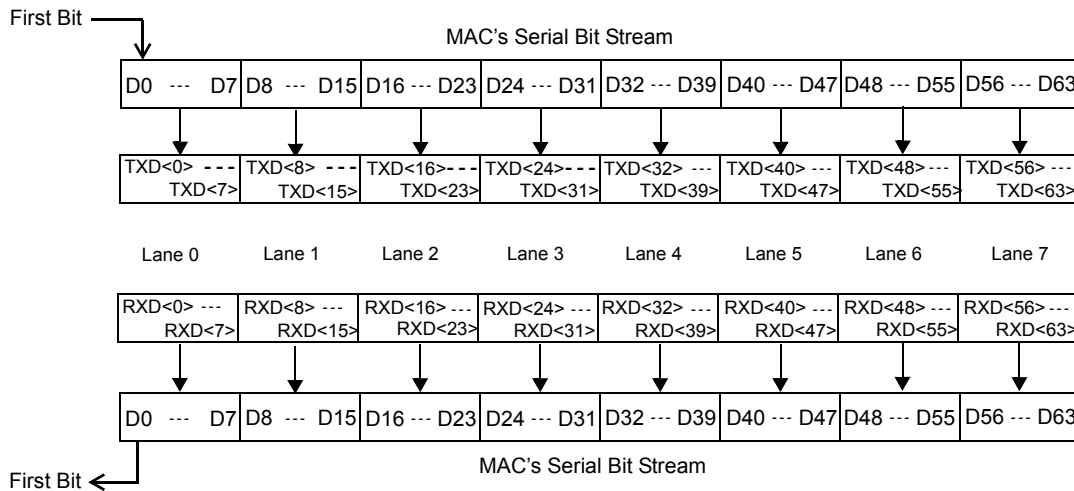 First Bit
MAC's Serial Bit Stream
D0 --- D7 D8 --- D15 D16 --- D23 D24 --- D31 D32 --- D39 D40 --- D47 D48 --- D55 D56 --- D63
TXD<0> --- TXD<8> --- TXD<16>--- TXD<24>--- TXD<32> --- TXD<40> --- TXD<48> --- TXD<56> ---
TXD<7> TXD<15> TXD<23> TXD<31> TXD<39> TXD<47> TXD<55> TXD<63>
Lane 0 Lane 1 Lane 2 Lane 3 Lane 4 Lane 5 Lane 6 Lane 7
RXD<0> --- RXD<8> --- RXD<16> --- RXD<24> --- RXD<32> --- RXD<40> --- RXD<48> --- RXD<56> ---
RXD<7> RXD<15> RXD<23> RXD<31> RXD<39> RXD<47> RXD<55> RXD<63>
D0 --- D7 D8 --- D15 D16 --- D23 D24 --- D31 D32 --- D39 D40 --- D47 D48 --- D55 D56 --- D63
MAC's Serial Bit Stream
First Bit